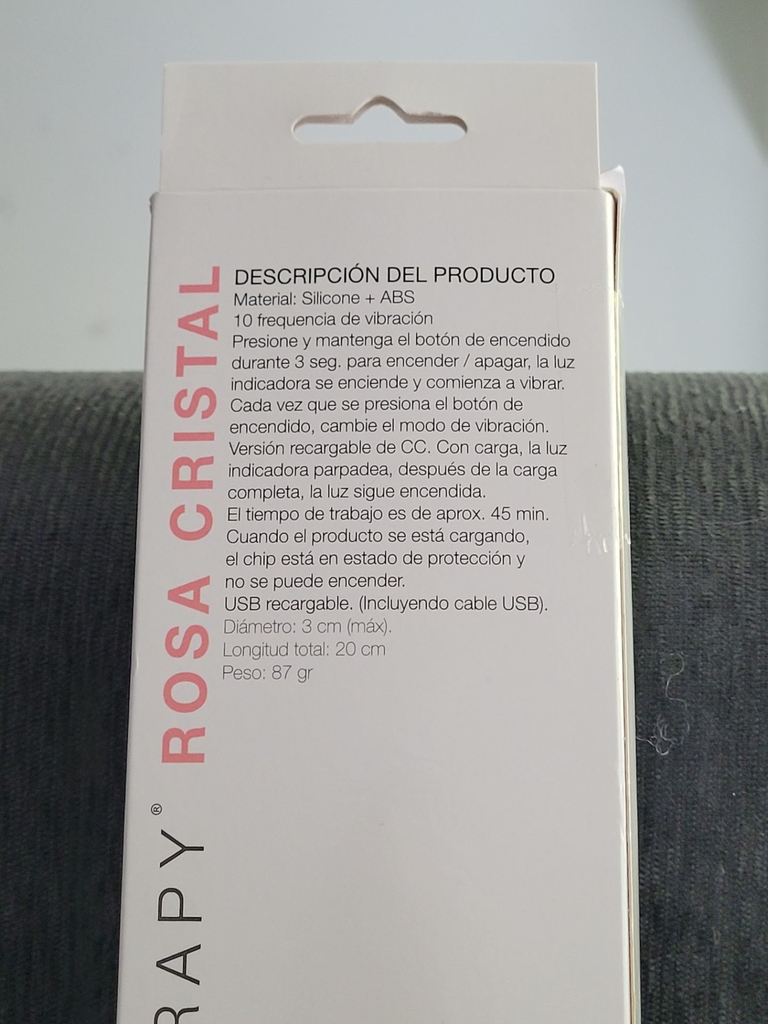 DESCRIPCIÓN DEL PRODUCTO
Material: Silicone + ABS
10 frequencia de vibración
Presione y mantenga el botón de encendido
durante 3 seg. para encender / apagar, la luz
indicadora se enciende y comienza a vibrar.
Cada vez que se presiona el botón de
encendido, cambie el modo de vibración.
Versión recargable de CC. Con carga, la luz
indicadora parpadea, después de la carga
completa, la luz sigue encendida.
El tiempo de trabajo es de aprox. 45 min.
Cuando el producto se está cargando,
el chip está en estado de protección y
no se puede encender.
USB recargable. (Incluyendo cable USB).
Diámetro: 3 cm (máx).
Longitud total: 20 cm
Peso: 87 gr
RAPY® ROSA CRISTAL